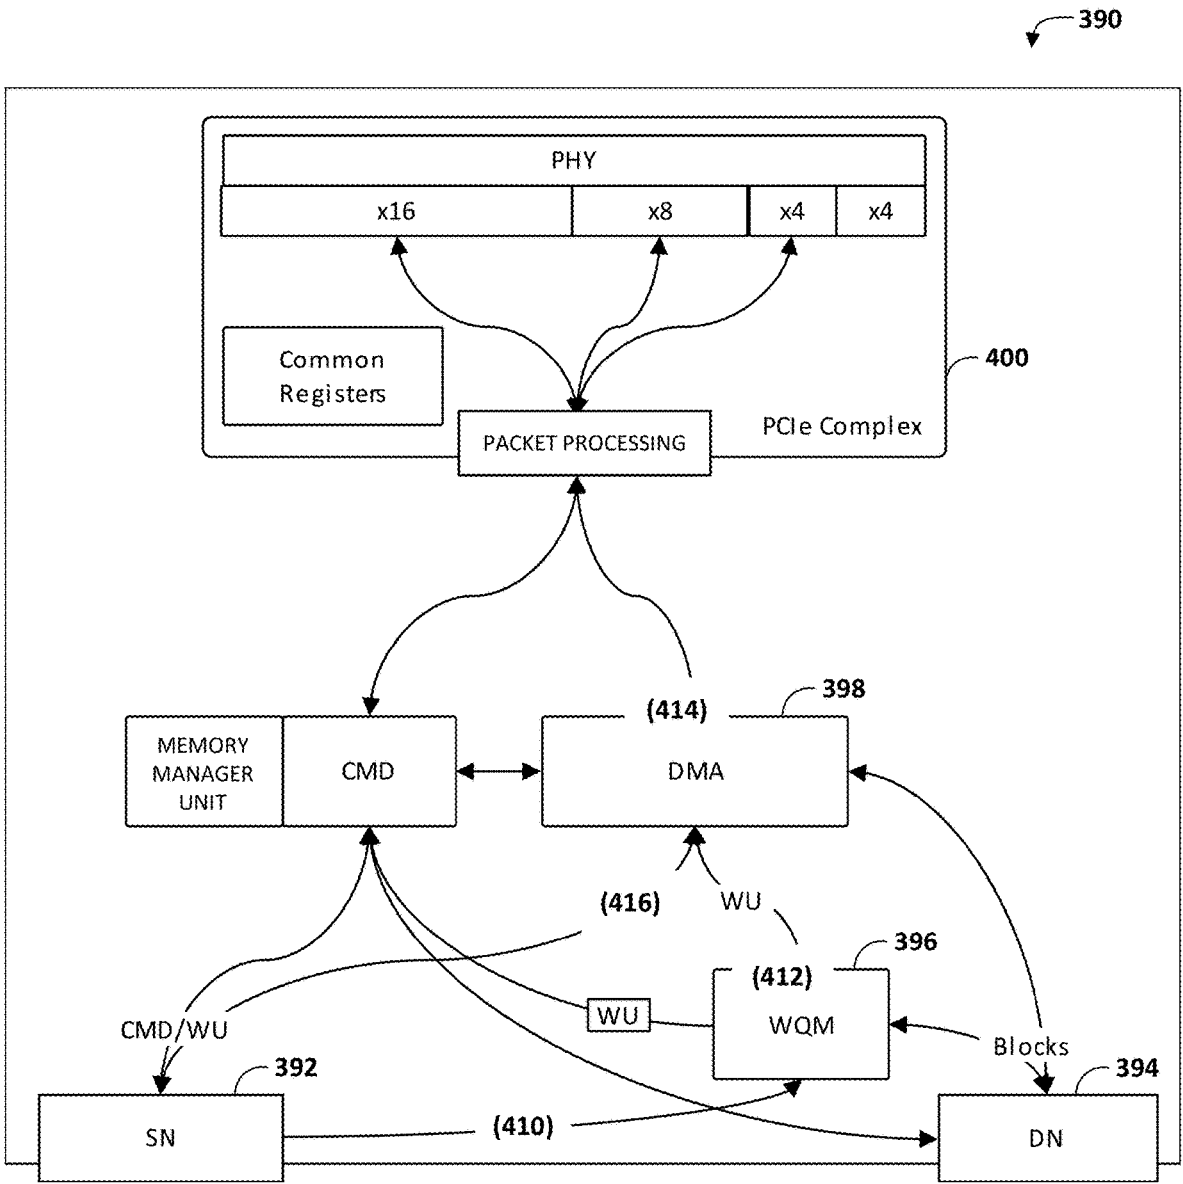 390
PHY
x16 x8 x4 x4
Common
Registers
400
PCIe Complex
PACKET PROCESSING
398
(414)
MEMORY
MANAGER
UNIT
CMD
DMA
(416)
WU
396
(412)
WU
WQM
CMD/WU
Blocks
392
394
SN
(410)
DN